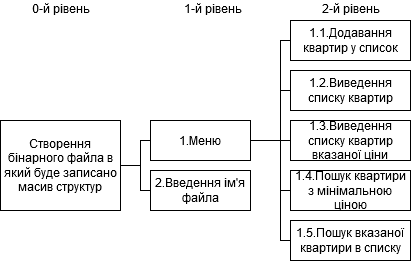 0-й рівень
1-й рівень
2-й рівень
Створення
бінарного файла в
який буде записано
масив структур
1.Меню
2.Введення ім'я
файла
1.1.Додавання
квартир у список
1.2.Виведення
списку квартир
1.3.Виведення
списку квартир
вказаної ціни
1.4.Пошук квартири
з мінімальною
ціною
1.5.Пошук вказаної
квартири в списку